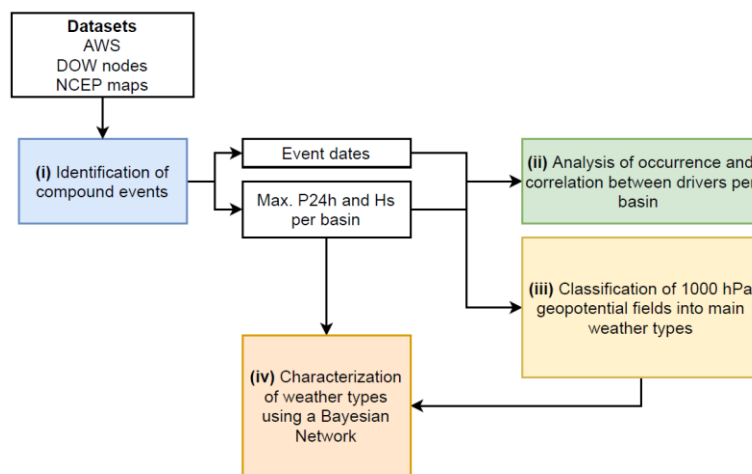 Datasets
AWS
DOW nodes
NCEP maps
(i) Identification of
compound events
Event dates
Max. P24h and Hs
per basin
(ii) Analysis of occurrence and
correlation between drivers per
basin
(iii) Classification of 1000 hPa
geopotential fields into main
weather types
(iv) Characterization
of weather types
using a Bayesian
Network